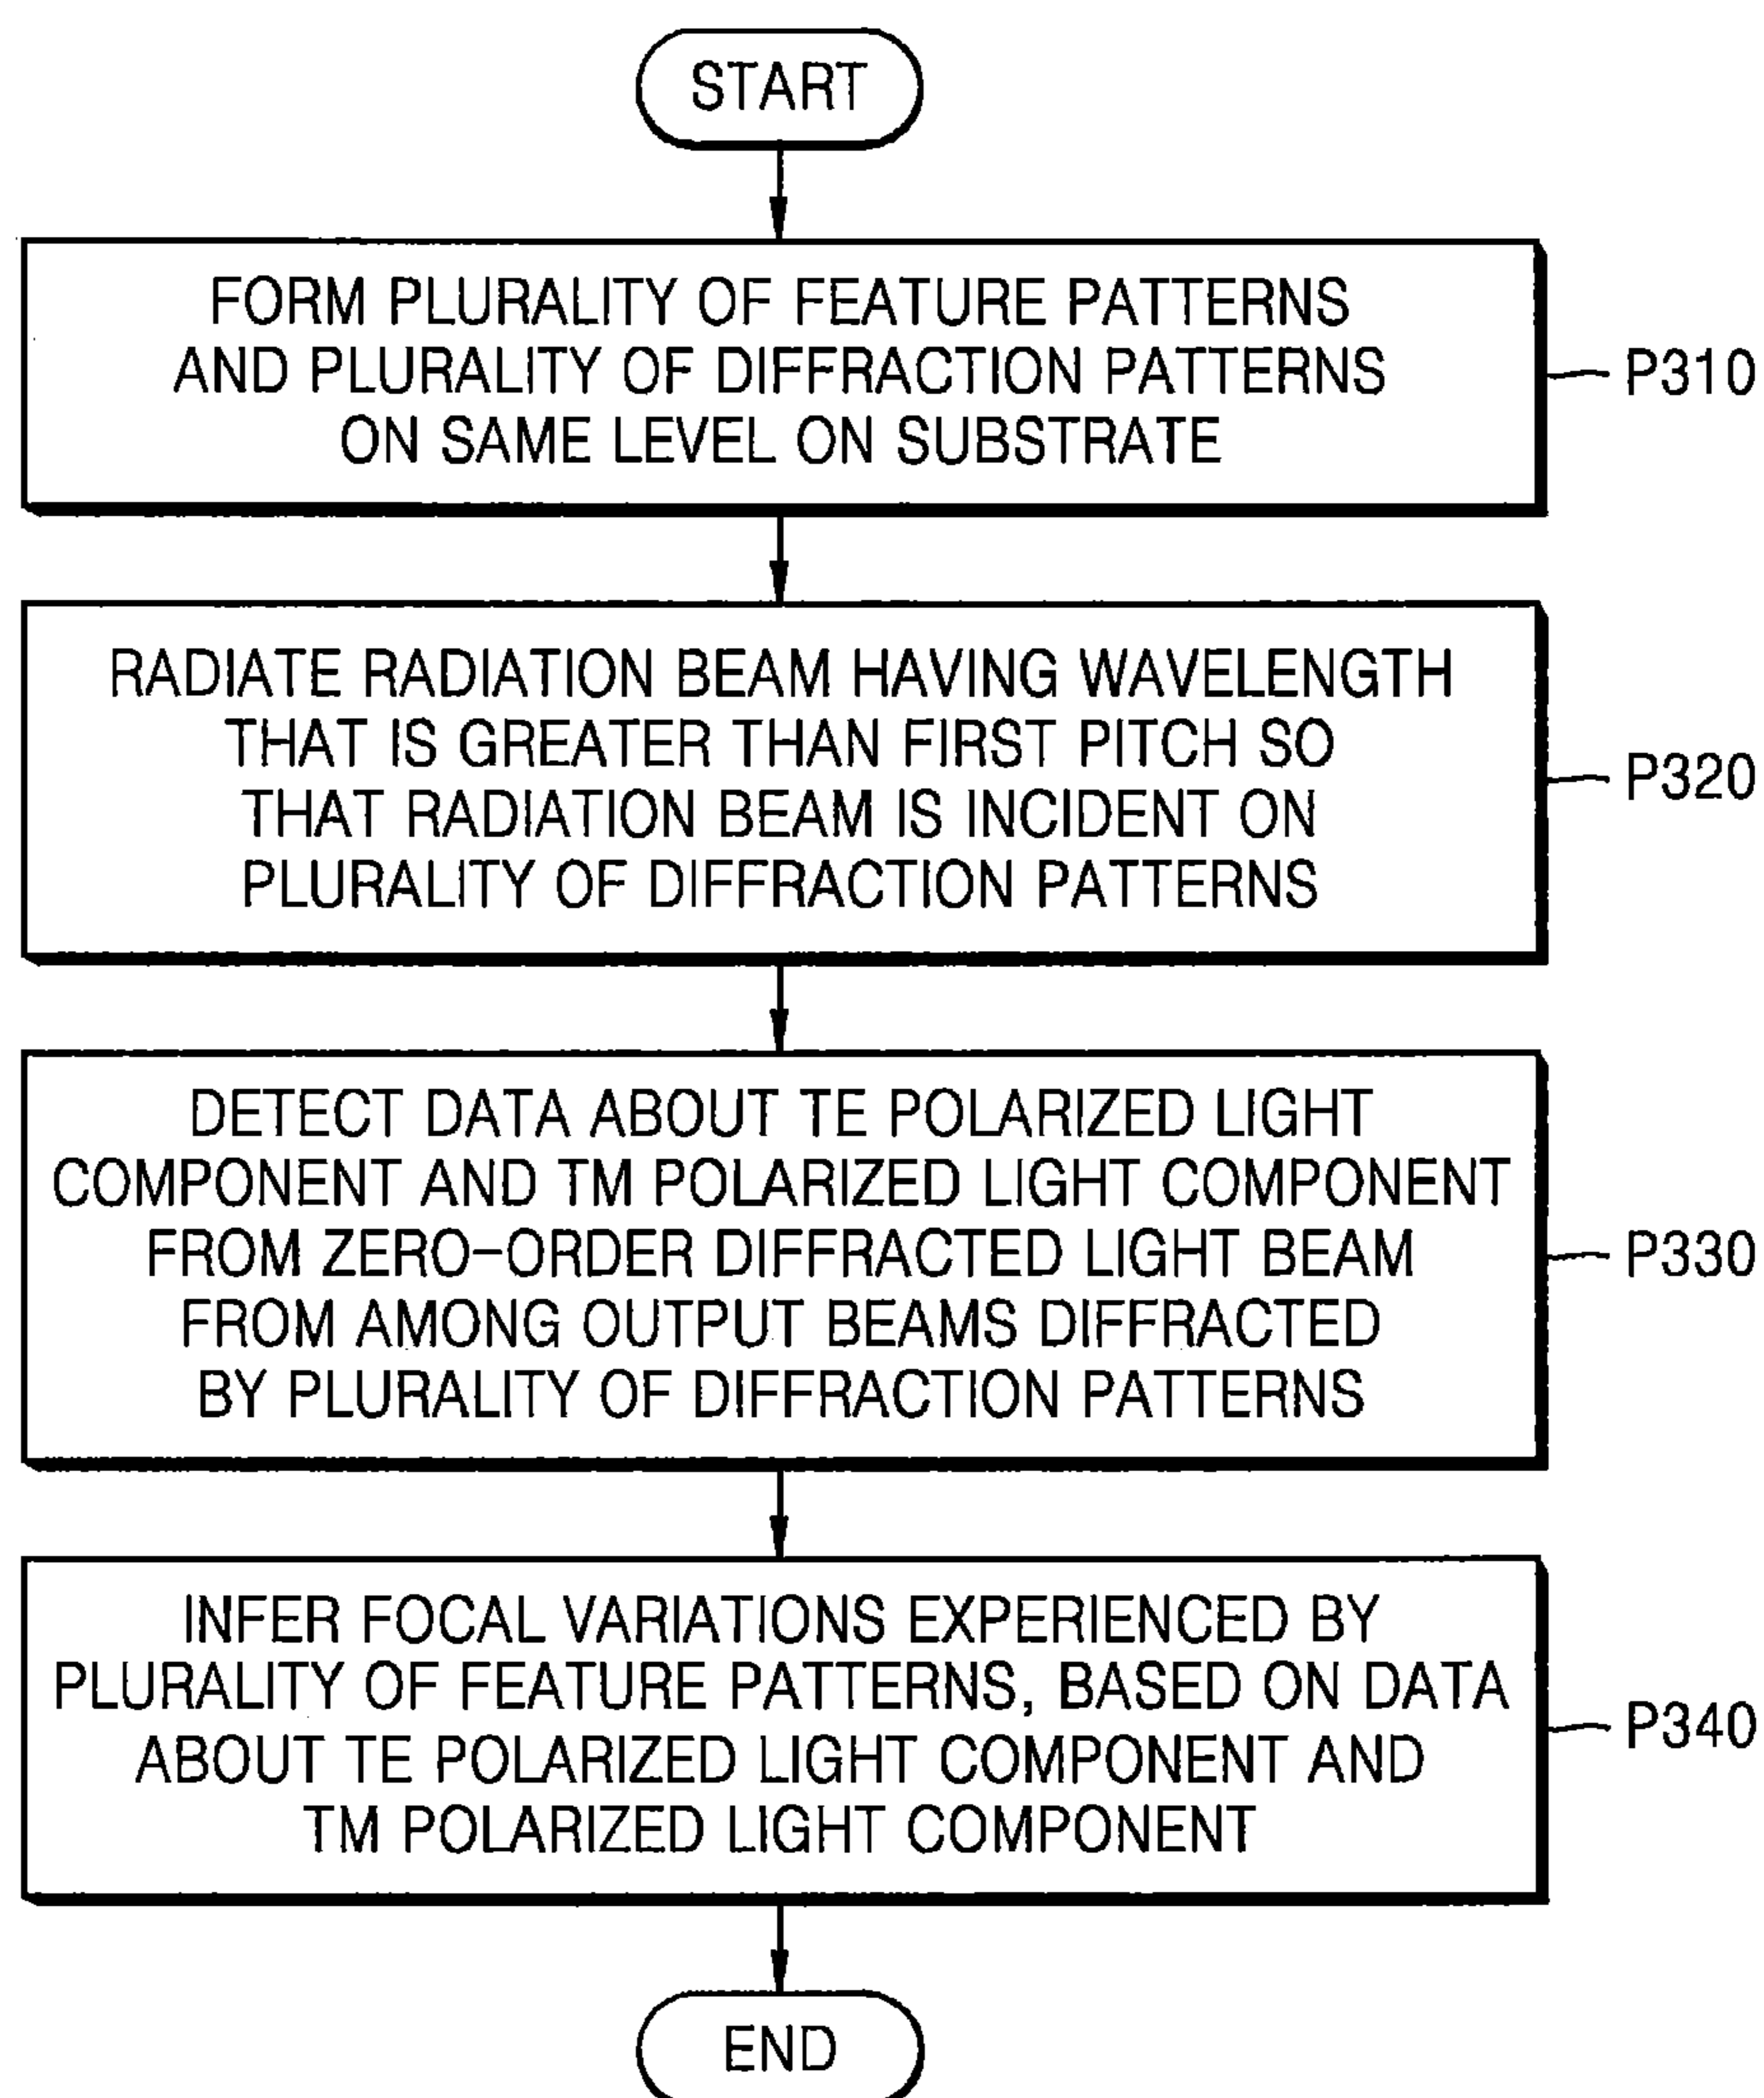 START
FORM PLURALITY OF FEATURE PATTERNS
AND PLURALITY OF DIFFRACTION PATTERNS
ON SAME LEVEL ON SUBSTRATE
P310
RADIATE RADIATION BEAM HAVING WAVELENGTH
THAT IS GREATER THAN FIRST PITCH SO
THAT RADIATION BEAM IS INCIDENT ON
PLURALITY OF DIFFRACTION PATTERNS
P320
DETECT DATA ABOUT TE POLARIZED LIGHT
COMPONENT AND TM POLARIZED LIGHT COMPONENT
FROM ZERO-ORDER DIFFRACTED LIGHT BEAM
FROM AMONG OUTPUT BEAMS DIFFRACTED
BY PLURALITY OF DIFFRACTION PATTERNS
P330
INFER FOCAL VARIATIONS EXPERIENCED BY
PLURALITY OF FEATURE PATTERNS, BASED ON DATA
ABOUT TE POLARIZED LIGHT COMPONENT AND
TM POLARIZED LIGHT COMPONENT
P340
END